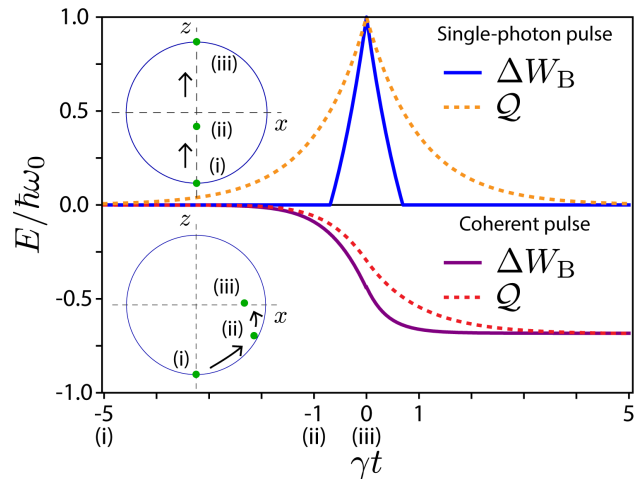 1.0
0.5
0.0
-0.5
-1.0
E/ħω₀
z
(iii)
x
(ii)
(i)
Single-photon pulse
ΔW_B
𝒬
z
(iii)
x
(ii)
(i)
Coherent pulse
ΔW_B
𝒬
-5 -1 0 1 5
(i) (ii) (iii)
γt